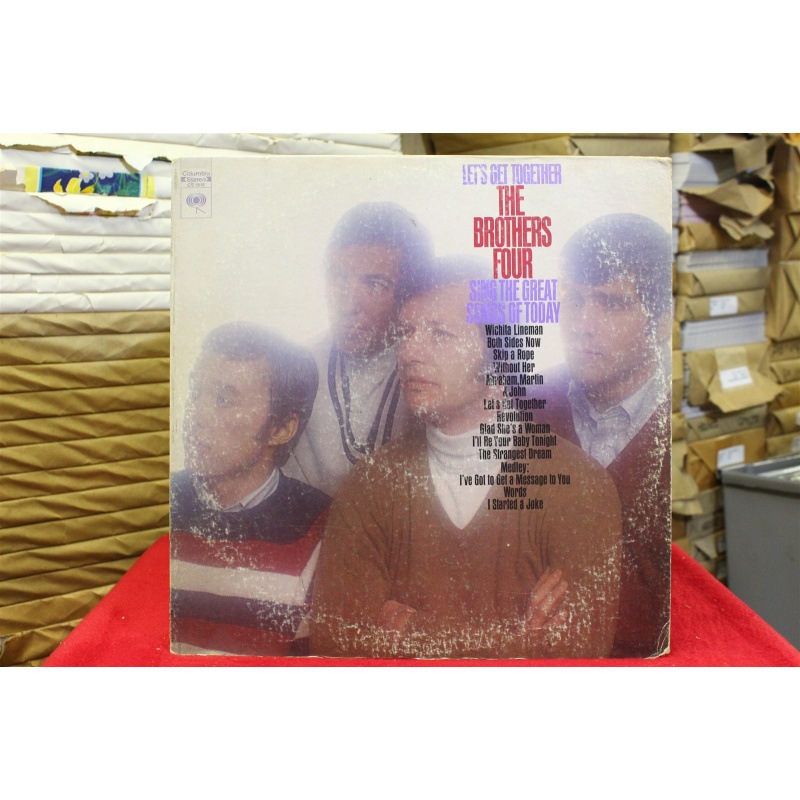 Columbia
Stereo
CS
LET'S GET TOGETHER
THE
BROTHERS
FOUR
SING THE GREAT
SONGS OF TODAY
Wichita Lineman
Both Sides Now
Skip a Rope
Without Her
Abraham, Martin
& John
Let's Get Together
Revolution
Glad She's a Woman
I'll Be Your Baby Tonight
The Strangest Dream
Medley:
I've Got to Get a Message to You
Words
I Started a Joke